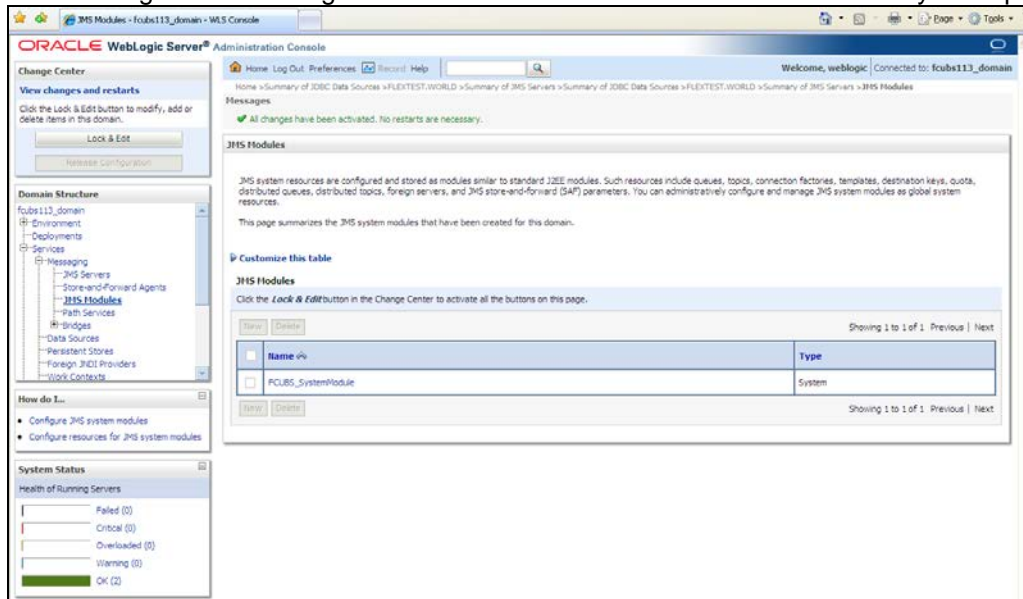 JMS Modules - fcubs113_domain - WLS Console
Page
Tools
ORACLE WebLogic Server® Administration Console
Change Center
View changes and restarts
Click the Lock & Edit button to modify, add or
delete items in this domain.
Lock & Edit
Release Configuration
Domain Structure
fcubs113_domain
Environment
Deployments
Services
Messaging
JMS Servers
Store-and-Forward Agents
JMS Modules
Path Services
Bridges
Data Sources
Persistent Stores
Foreign JNDI Providers
Work Contexts
How do I...
Configure JMS system modules
Configure resources for JMS system modules
System Status
Health of Running Servers
Failed (0)
Critical (0)
Overloaded (0)
Warning (0)
OK (2)
Home Log Out Preferences Record Help
Welcome, weblogic Connected to: fcubs113_domain
Home >Summary of JDBC Data Sources >FLEXTEST.WORLD >Summary of JMS Servers >Summary of JDBC Data Sources >FLEXTEST.WORLD >Summary of JMS Servers >JMS Modules
Messages
All changes have been activated. No restarts are necessary.
JMS Modules
JMS system resources are configured and stored as modules similar to standard J2EE modules. Such resources include queues, topics, connection factories, templates, destination keys, quota,
distributed queues, distributed topics, foreign servers, and JMS store-and-forward (SAF) parameters. You can administratively configure and manage JMS system modules as global system
resources.
This page summarizes the JMS system modules that have been created for this domain.
Customize this table
JMS Modules
Click the Lock & Edit button in the Change Center to activate all the buttons on this page.
New Delete
Showing 1 to 1 of 1 Previous | Next
Name
Type
FCUBS_SystemModule
System
New Delete
Showing 1 to 1 of 1 Previous | Next